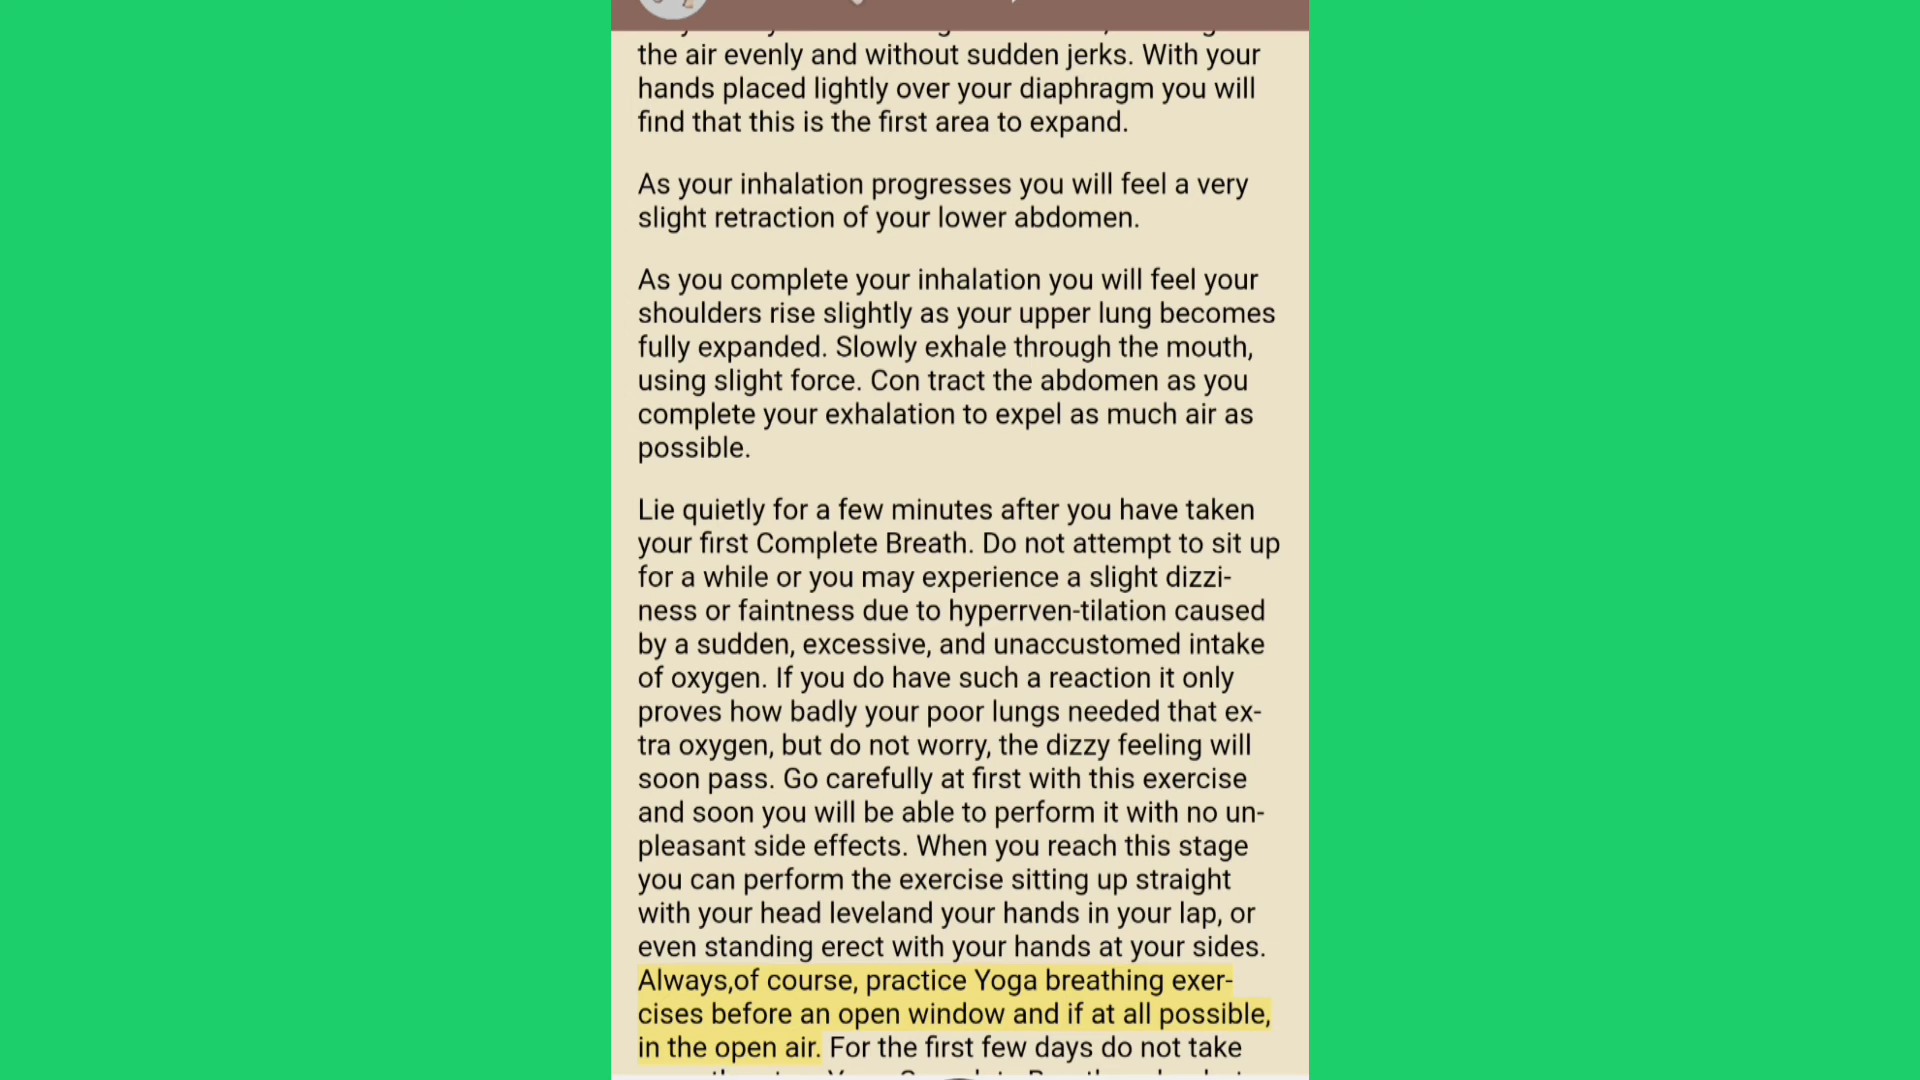 the air evenly and without sudden jerks. With your
hands placed lightly over your diaphragm you will
find that this is the first area to expand.
As your inhalation progresses you will feel a very
slight retraction of your lower abdomen.
As you complete your inhalation you will feel your
shoulders rise slightly as your upper lung becomes
fully expanded. Slowly exhale through the mouth,
using slight force. Con tract the abdomen as you
complete your exhalation to expel as much air as
possible.
Lie quietly for a few minutes after you have taken
your first Complete Breath. Do not attempt to sit up
for a while or you may experience a slight dizzi-
ness or faintness due to hyperrven-tilation caused
by a sudden, excessive, and unaccustomed intake
of oxygen. If you do have such a reaction it only
proves how badly your poor lungs needed that ex-
tra oxygen, but do not worry, the dizzy feeling will
soon pass. Go carefully at first with this exercise
and soon you will be able to perform it with no un-
pleasant side effects. When you reach this stage
you can perform the exercise sitting up straight
with your head leveland your hands in your lap, or
even standing erect with your hands at your sides.
Always,of course, practice Yoga breathing exer-
cises before an open window and if at all possible,
in the open air. For the first few days do not take